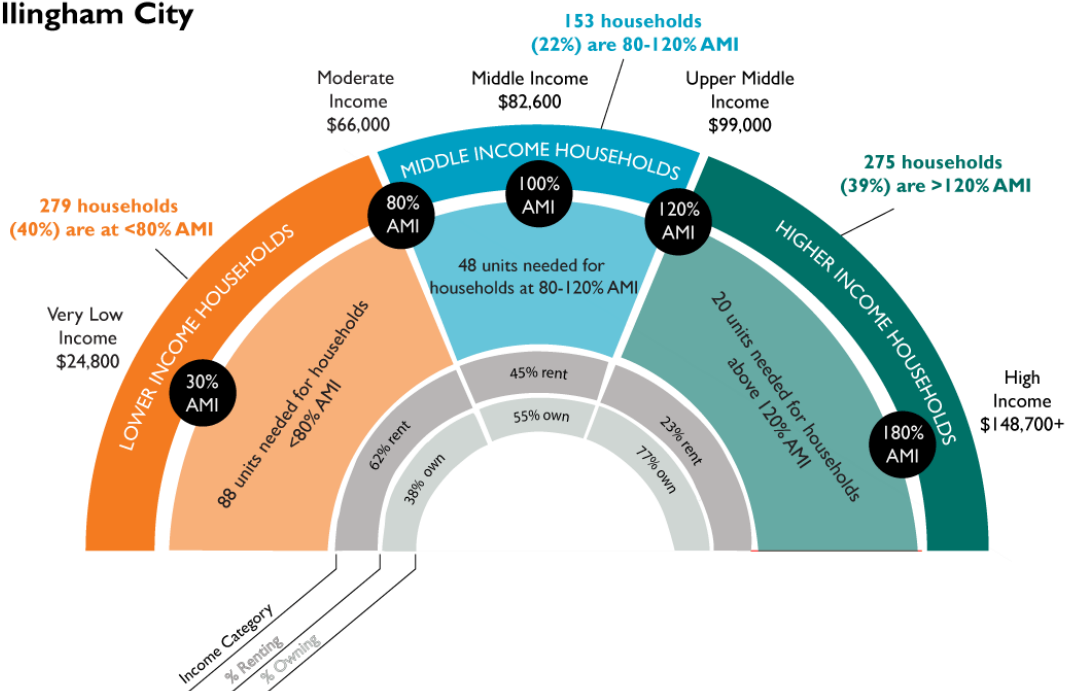 llingham City
153 households
(22%) are 80-120% AMI
Moderate
Income
$66,000
Middle Income
$82,600
Upper Middle
Income
$99,000
275 households
(39%) are >120% AMI
279 households
(40%) are at <80% AMI
Very Low
Income
$24,800
High
Income
$148,700+
LOWER INCOME HOUSEHOLDS
MIDDLE INCOME HOUSEHOLDS
HIGHER INCOME HOUSEHOLDS
30%
AMI
80%
AMI
100%
AMI
120%
AMI
180%
AMI
88 units needed for households
<80% AMI
48 units needed for
households at 80-120% AMI
20 units needed for households
above 120% AMI
62% rent
45% rent
23% rent
38% own
55% own
77% own
Income Category
% Renting
% Owning